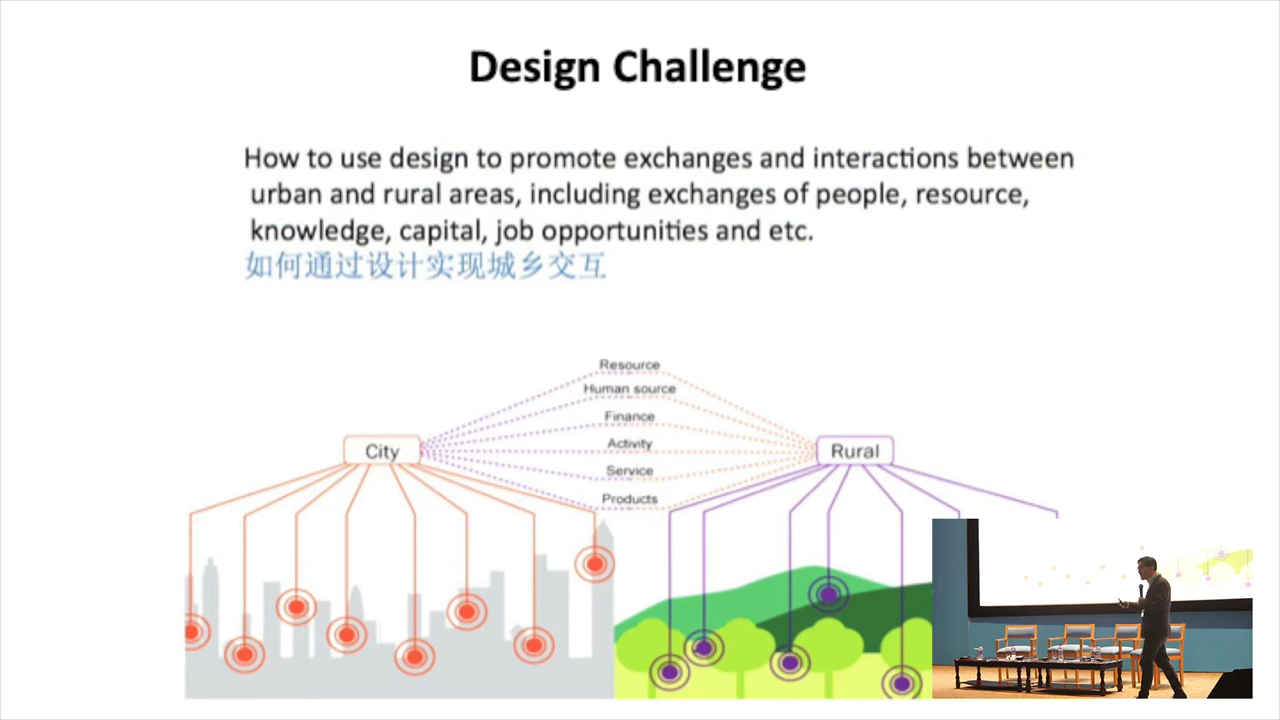 Design Challenge
How to use design to promote exchanges and interactions between
urban and rural areas, including exchanges of people, resource,
knowledge, capital, job opportunities and etc.
如何通过设计实现城乡交互
Resource
Human source
Finance
Activity
Service
Products
City
Rural